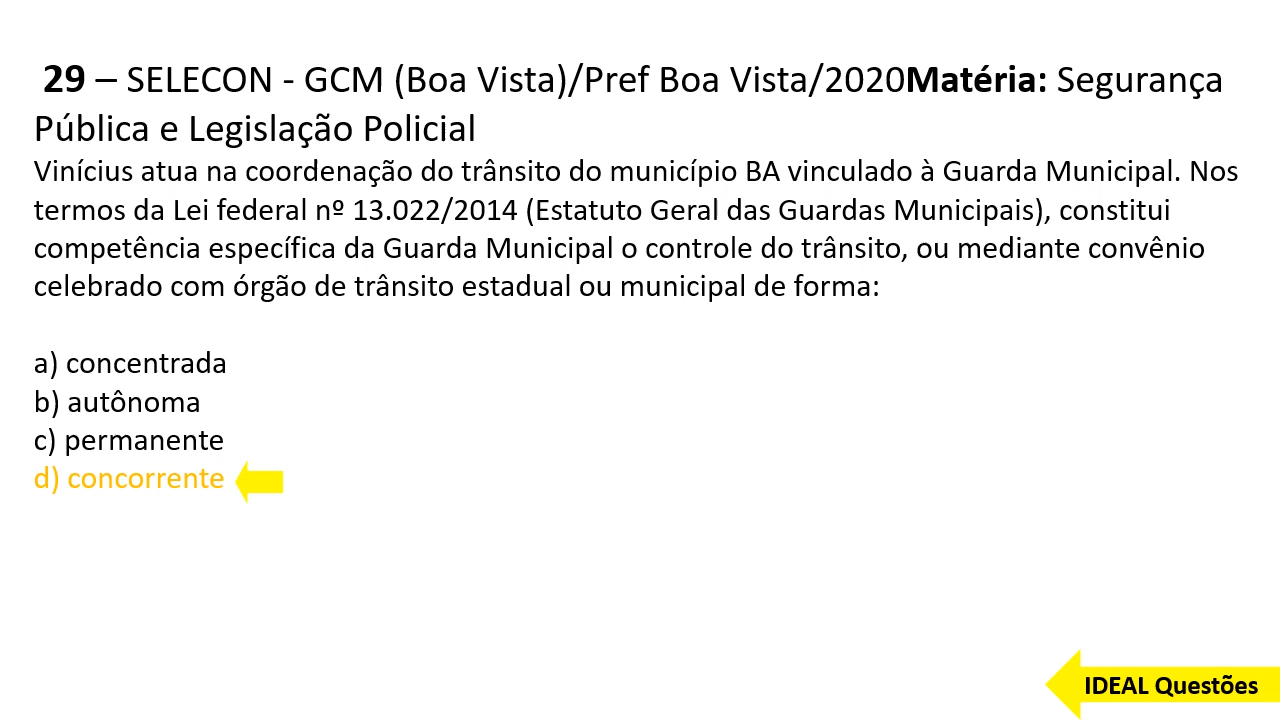 29 – SELECON - GCM (Boa Vista)/Pref Boa Vista/2020Matéria: Segurança
Pública e Legislação Policial
Vinícius atua na coordenação do trânsito do município BA vinculado à Guarda Municipal. Nos
termos da Lei federal nº 13.022/2014 (Estatuto Geral das Guardas Municipais), constitui
competência específica da Guarda Municipal o controle do trânsito, ou mediante convênio
celebrado com órgão de trânsito estadual ou municipal de forma:
a) concentrada
b) autônoma
c) permanente
d) concorrente
IDEAL Questões